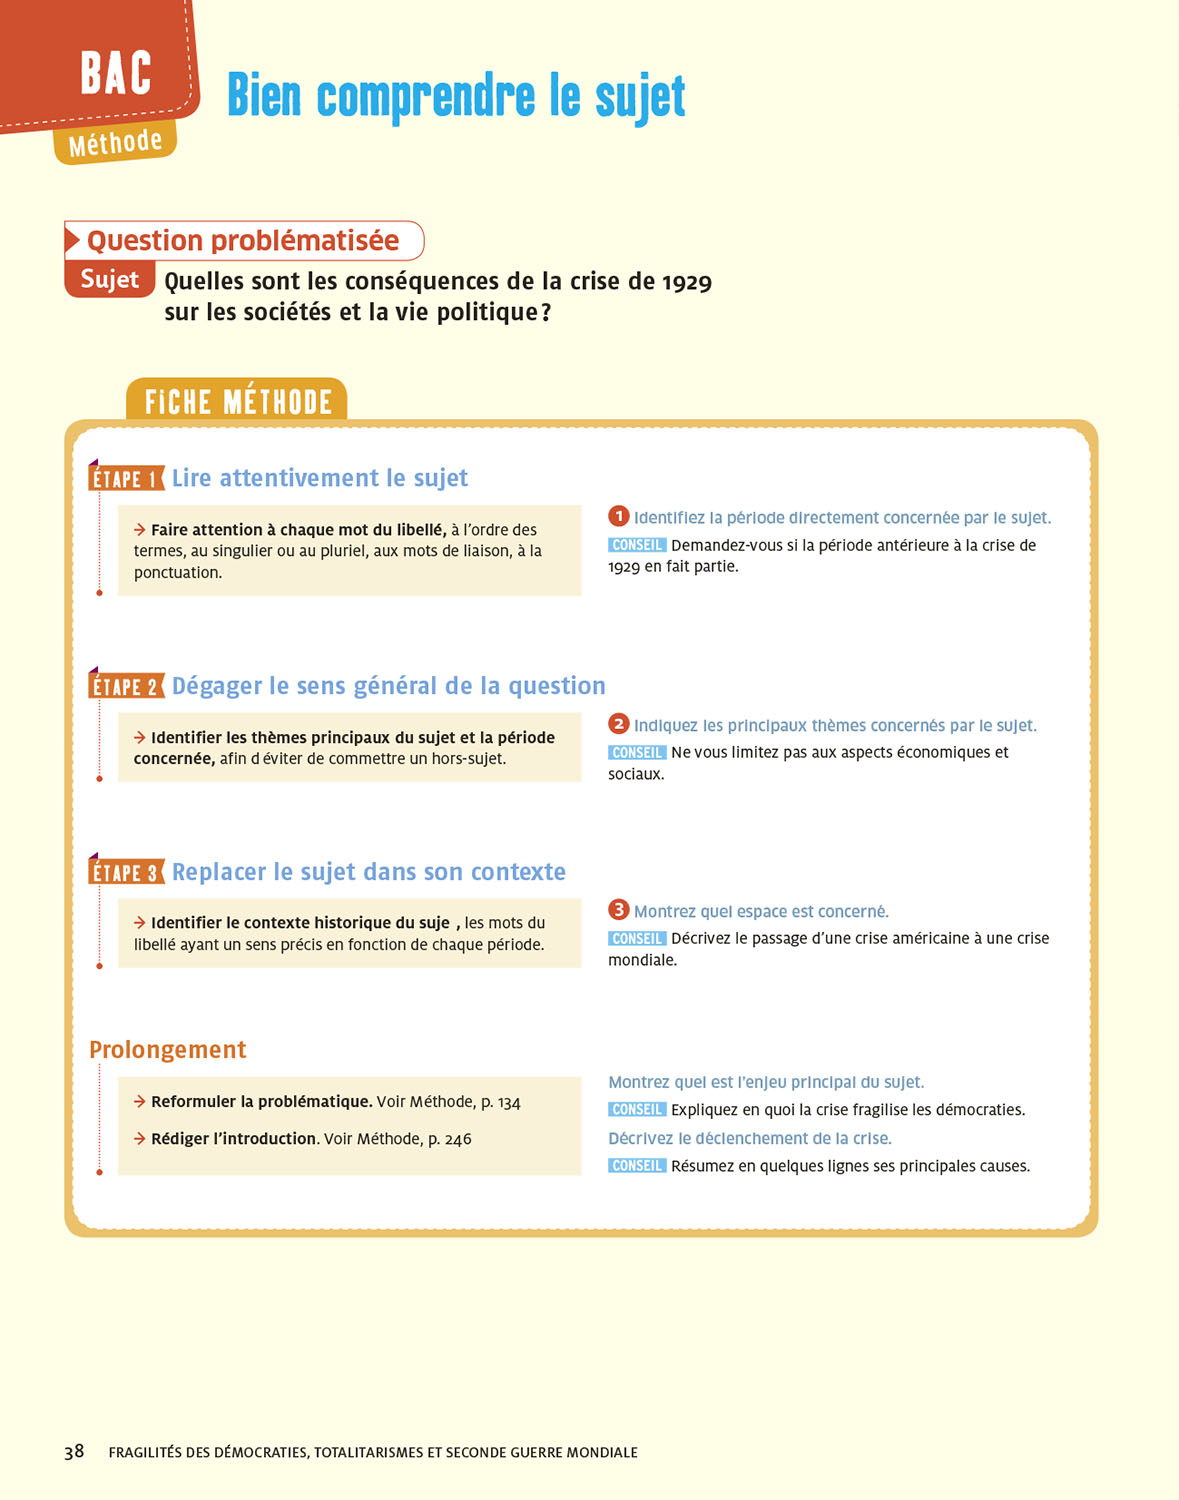 BAC
Méthode
Bien comprendre le sujet
Question problématisée
Sujet Quelles sont les conséquences de la crise de 1929
sur les sociétés et la vie politique ?
FiCHE MÉTHODE
ÉTAPE 1 Lire attentivement le sujet
→ Faire attention à chaque mot du libellé, à l’ordre des
termes, au singulier ou au pluriel, aux mots de liaison, à la
ponctuation.
1 Identifiez la période directement concernée par le sujet.
CONSEIL Demandez-vous si la période antérieure à la crise de
1929 en fait partie.
ÉTAPE 2 Dégager le sens général de la question
→ Identifier les thèmes principaux du sujet et la période
concernée, afin d éviter de commettre un hors-sujet.
2 Indiquez les principaux thèmes concernés par le sujet.
CONSEIL Ne vous limitez pas aux aspects économiques et
sociaux.
ÉTAPE 3 Replacer le sujet dans son contexte
→ Identifier le contexte historique du suje , les mots du
libellé ayant un sens précis en fonction de chaque période.
3 Montrez quel espace est concerné.
CONSEIL Décrivez le passage d’une crise américaine à une crise
mondiale.
Prolongement
→ Reformuler la problématique. Voir Méthode, p. 134
→ Rédiger l’introduction. Voir Méthode, p. 246
Montrez quel est l’enjeu principal du sujet.
CONSEIL Expliquez en quoi la crise fragilise les démocraties.
Décrivez le déclenchement de la crise.
CONSEIL Résumez en quelques lignes ses principales causes.
38 FRAGILITÉS DES DÉMOCRATIES, TOTALITARISMES ET SECONDE GUERRE MONDIALE